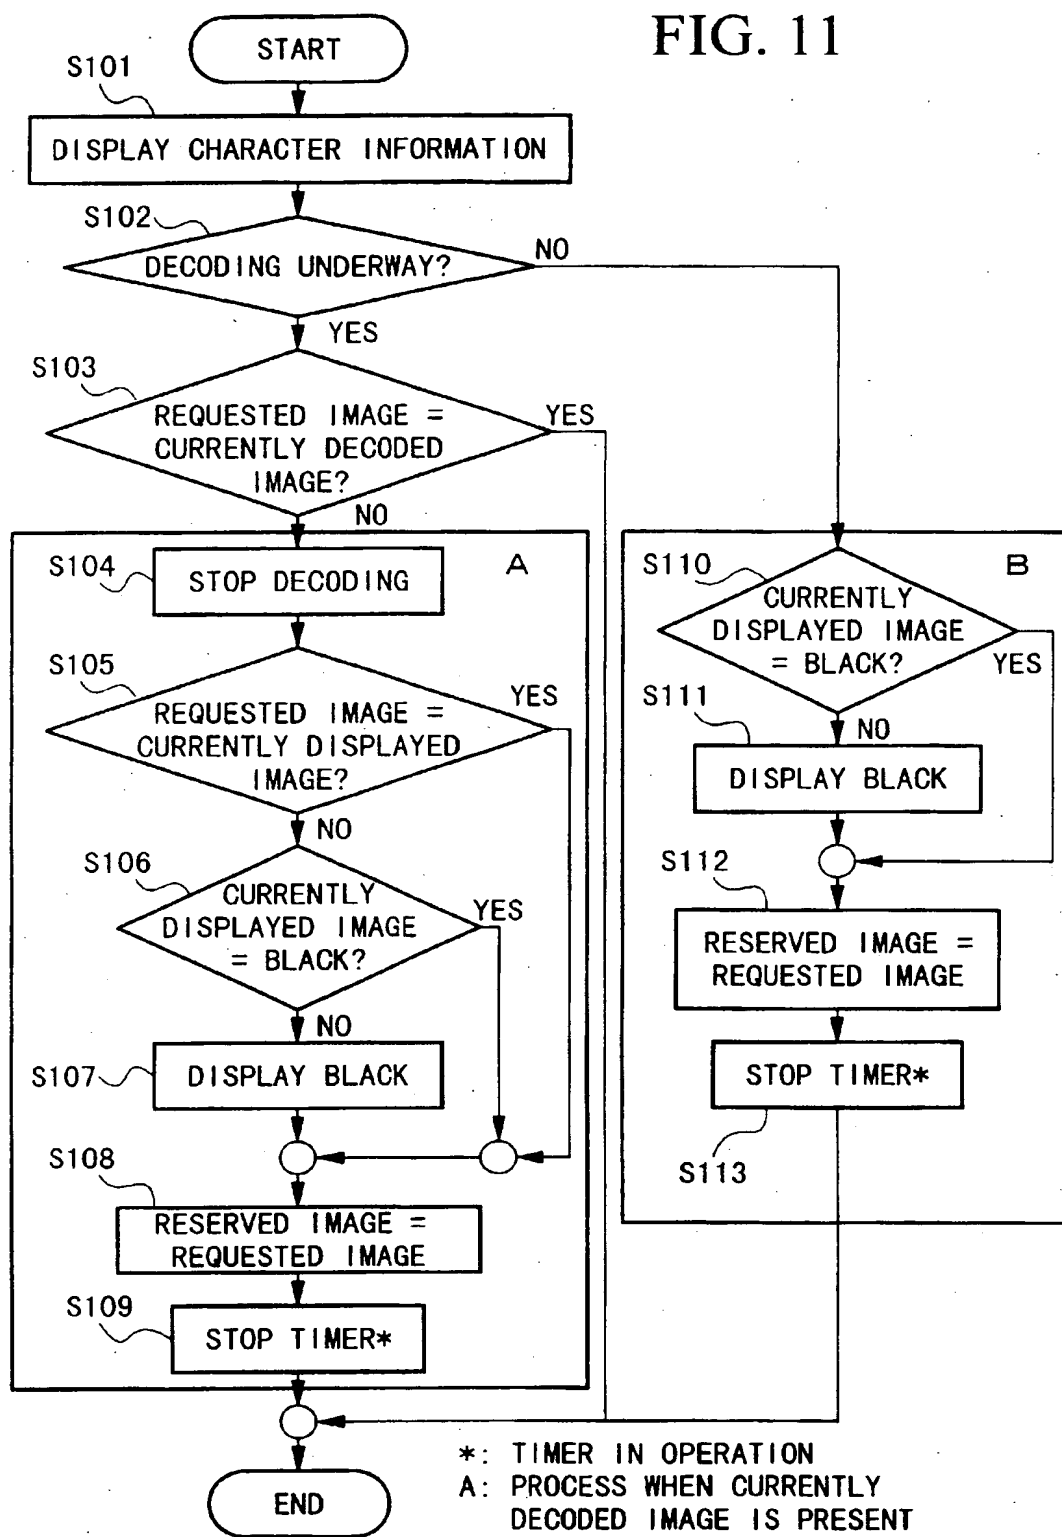 FIG. 11
START
S101
DISPLAY CHARACTER INFORMATION
S102
DECODING UNDERWAY?
NO
YES
S103
REQUESTED IMAGE =
CURRENTLY DECODED
IMAGE?
YES
NO
A
S104
STOP DECODING
S105
REQUESTED IMAGE =
CURRENTLY DISPLAYED
IMAGE?
YES
NO
S106
CURRENTLY
DISPLAYED IMAGE
= BLACK?
YES
NO
S107
DISPLAY BLACK
S108
RESERVED IMAGE =
REQUESTED IMAGE
S109
STOP TIMER*
B
S110
CURRENTLY
DISPLAYED IMAGE
= BLACK?
YES
NO
S111
DISPLAY BLACK
S112
RESERVED IMAGE =
REQUESTED IMAGE
STOP TIMER*
S113
END
*: TIMER IN OPERATION
A: PROCESS WHEN CURRENTLY
DECODED IMAGE IS PRESENT